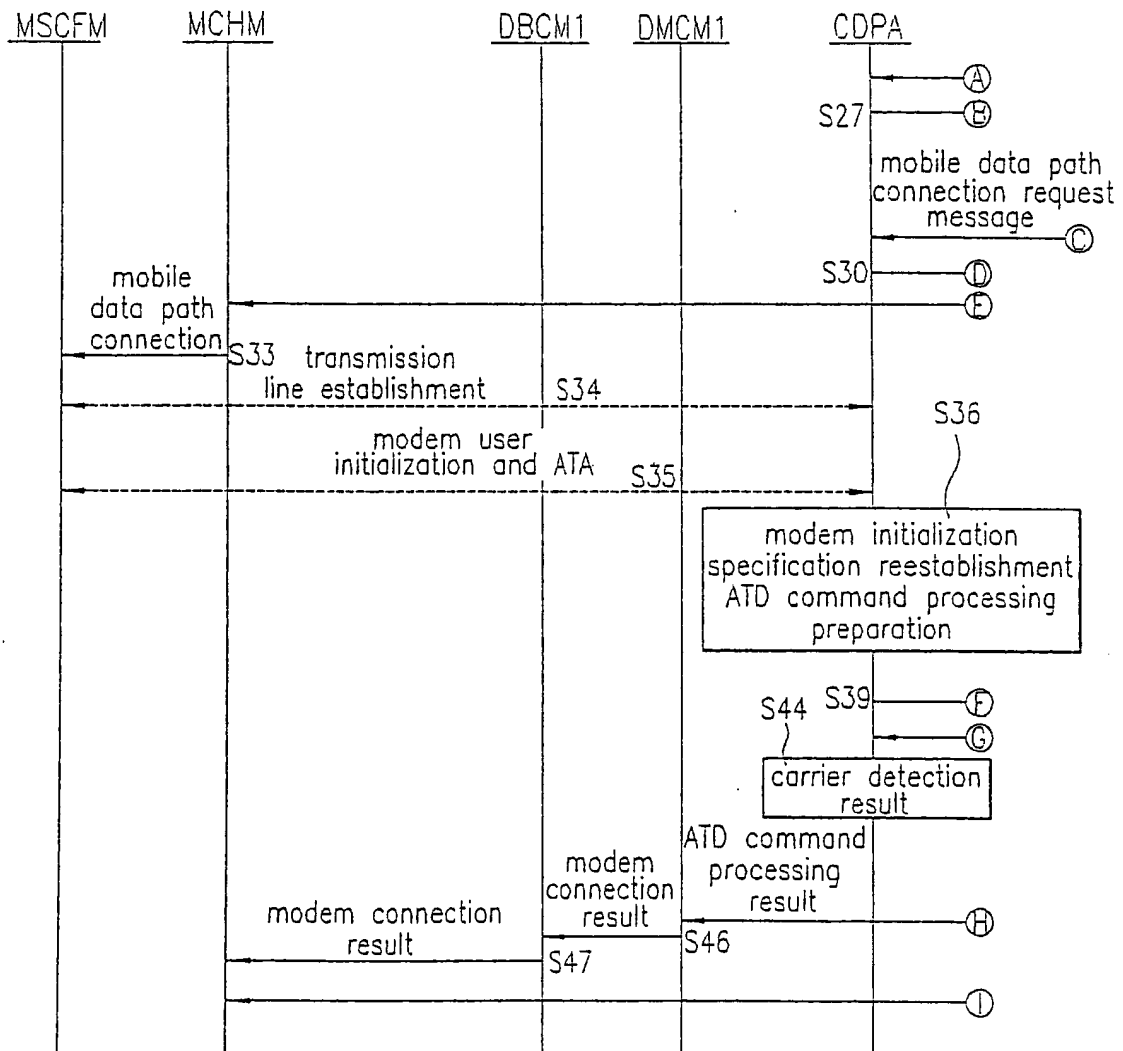 MSCFM MCHM DBCM1 DMCM1 CDPA
A
S27 B
mobile data path
connection request
message
C
S30 D
E
mobile
data path
connection
S33 transmission
line establishment S34
S36
modem user
initialization and ATA S35
modem initialization
specification reestablishment
ATD command processing
preparation
S39 F
S44
G
carrier detection
result
ATD command
processing
result
modem
connection
result
modem connection
result
H
S46
S47
I